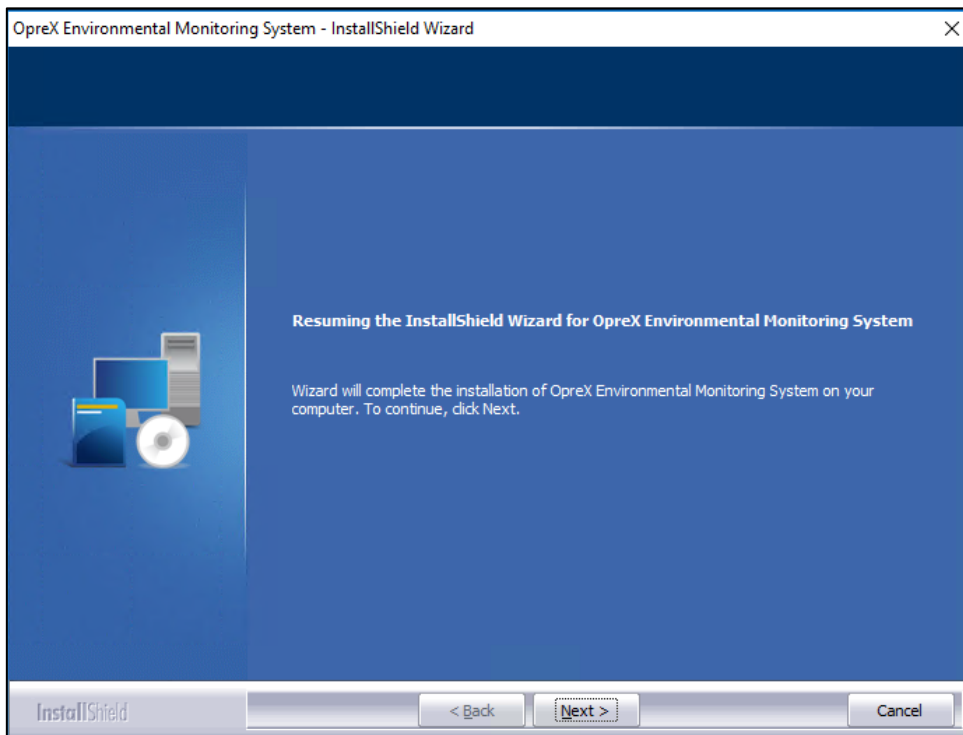 OpreX Environmental Monitoring System - InstallShield Wizard
Resuming the InstallShield Wizard for OpreX Environmental Monitoring System
Wizard will complete the installation of OpreX Environmental Monitoring System on your
computer. To continue, click Next.
InstallShield
< Back
Next >
Cancel